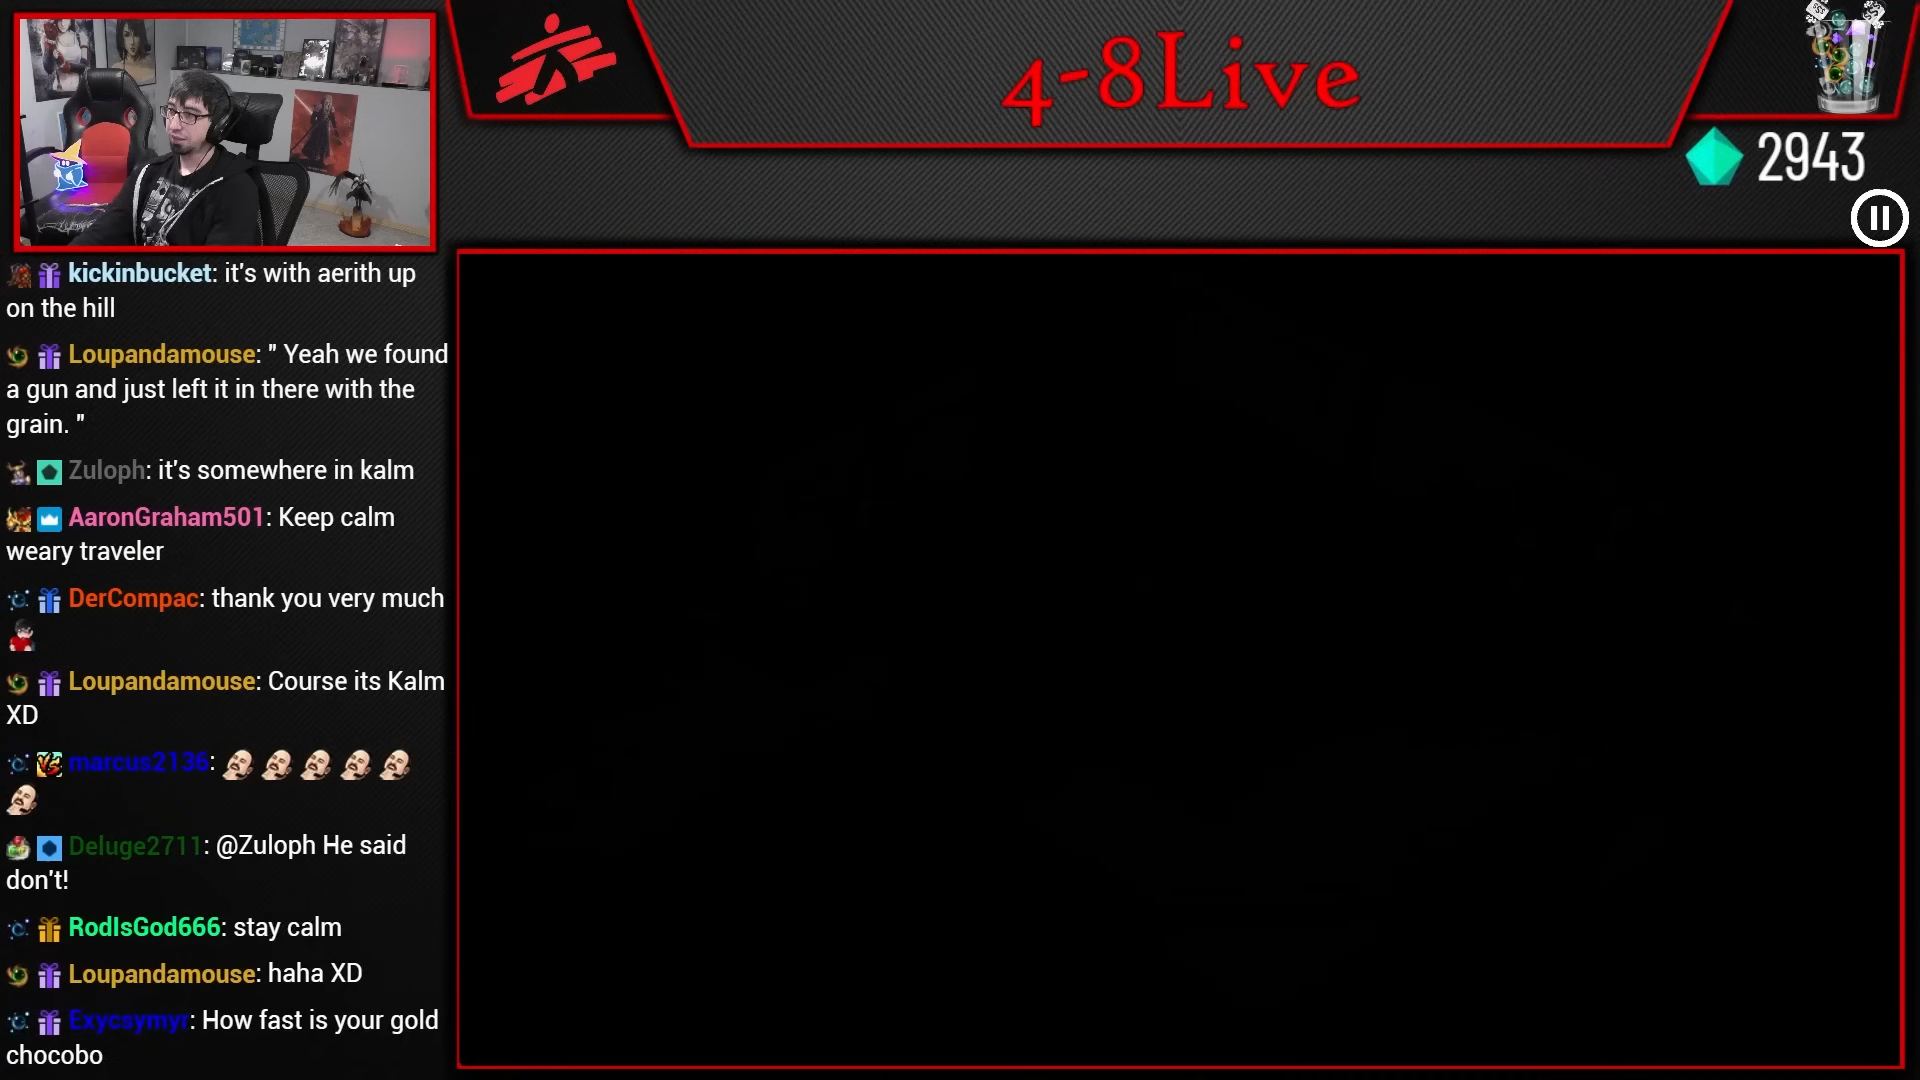 4-8Live
2943
kickinbucket: it's with aerith up
on the hill
Loupandamouse: " Yeah we found
a gun and just left it in there with the
grain. "
Zuloph: it's somewhere in kalm
AaronGraham501: Keep calm
weary traveler
DerCompac: thank you very much
Loupandamouse: Course its Kalm
XD
marcus2136:
Deluge2711: @Zuloph He said
don't!
RodIsGod666: stay calm
Loupandamouse: haha XD
Exycsymyr: How fast is your gold
chocobo